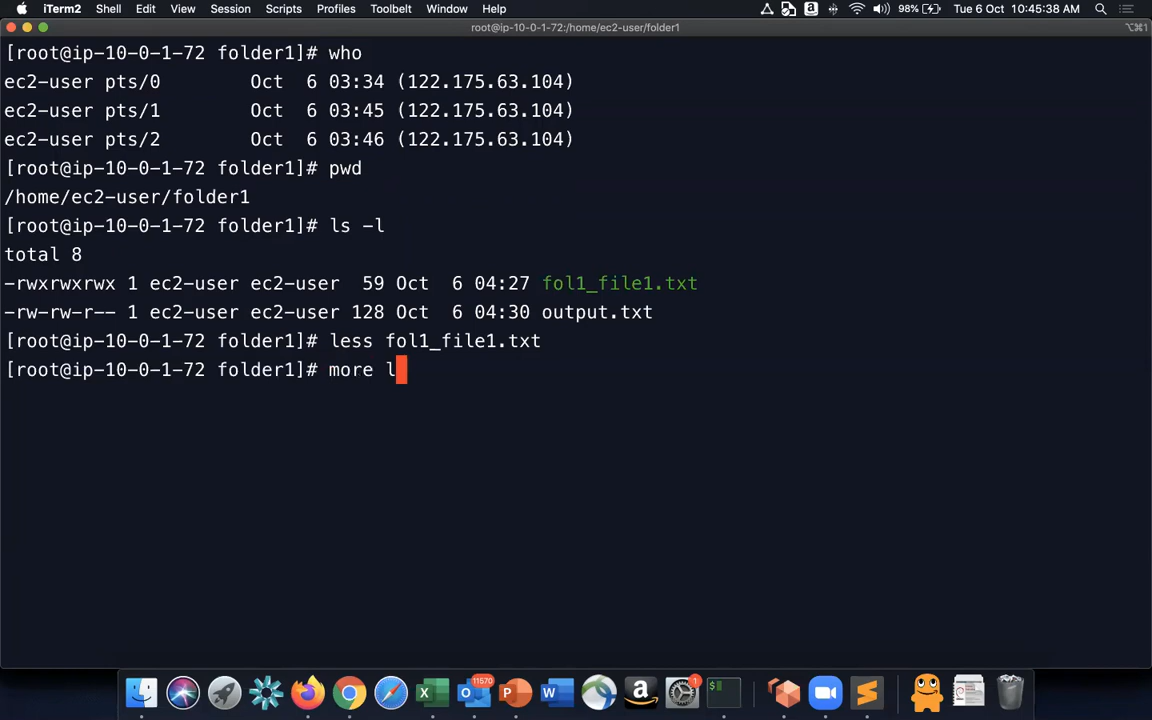 iTerm2 Shell Edit View Session Scripts Profiles Toolbelt Window Help 98% Tue 6 Oct 10:45:38 AM
root@ip-10-0-1-72:/home/ec2-user/folder1 ⌥⌘1
[root@ip-10-0-1-72 folder1]# who
ec2-user pts/0 Oct 6 03:34 (122.175.63.104)
ec2-user pts/1 Oct 6 03:45 (122.175.63.104)
ec2-user pts/2 Oct 6 03:46 (122.175.63.104)
[root@ip-10-0-1-72 folder1]# pwd
/home/ec2-user/folder1
[root@ip-10-0-1-72 folder1]# ls -l
total 8
-rwxrwxrwx 1 ec2-user ec2-user 59 Oct 6 04:27 fol1_file1.txt
-rw-rw-r-- 1 ec2-user ec2-user 128 Oct 6 04:30 output.txt
[root@ip-10-0-1-72 folder1]# less fol1_file1.txt
[root@ip-10-0-1-72 folder1]# more l
11570 1